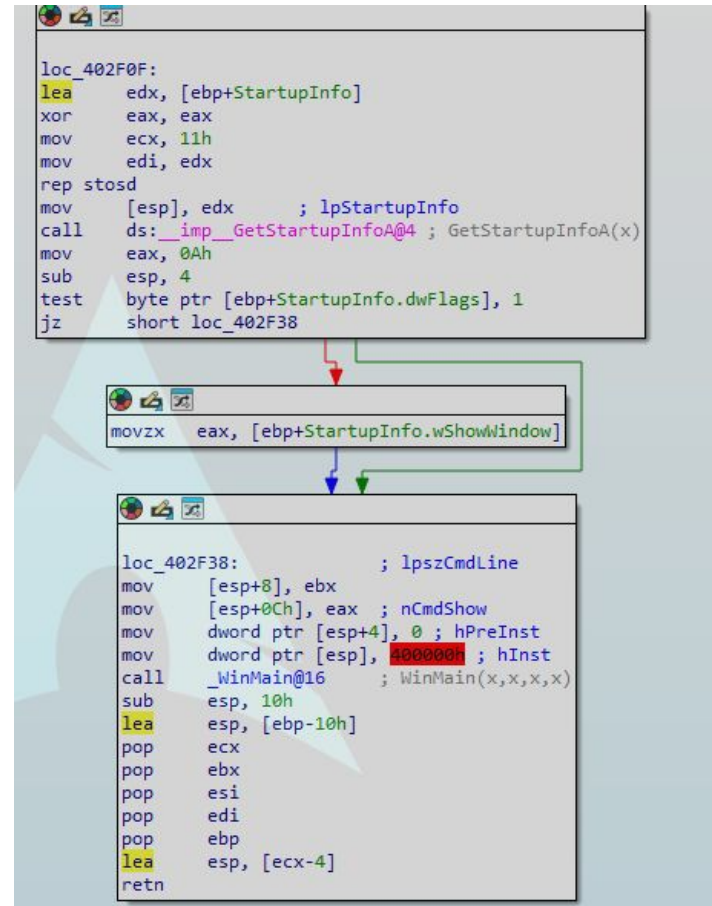 loc_402F0F:
lea edx, [ebp+StartupInfo]
xor eax, eax
mov ecx, 11h
mov edi, edx
rep stosd
mov [esp], edx ; lpStartupInfo
call ds:__imp__GetStartupInfoA@4 ; GetStartupInfoA(x)
mov eax, 0Ah
sub esp, 4
test byte ptr [ebp+StartupInfo.dwFlags], 1
jz short loc_402F38
movzx eax, [ebp+StartupInfo.wShowWindow]
loc_402F38: ; lpszCmdLine
mov [esp+8], ebx
mov [esp+0Ch], eax ; nCmdShow
mov dword ptr [esp+4], 0 ; hPreInst
mov dword ptr [esp], 400000h ; hInst
call _WinMain@16 ; WinMain(x,x,x,x)
sub esp, 10h
lea esp, [ebp-10h]
pop ecx
pop ebx
pop esi
pop edi
pop ebp
lea esp, [ecx-4]
retn